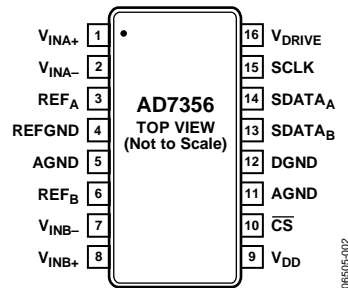 VINA+ 1
VINA– 2
REFA 3
REFGND 4
AGND 5
REFB 6
VINB– 7
VINB+ 8
AD7356
TOP VIEW
(Not to Scale)
16 VDRIVE
15 SCLK
14 SDATAA
13 SDATAB
12 DGND
11 AGND
10 C̅S̅
9 VDD
06505-002